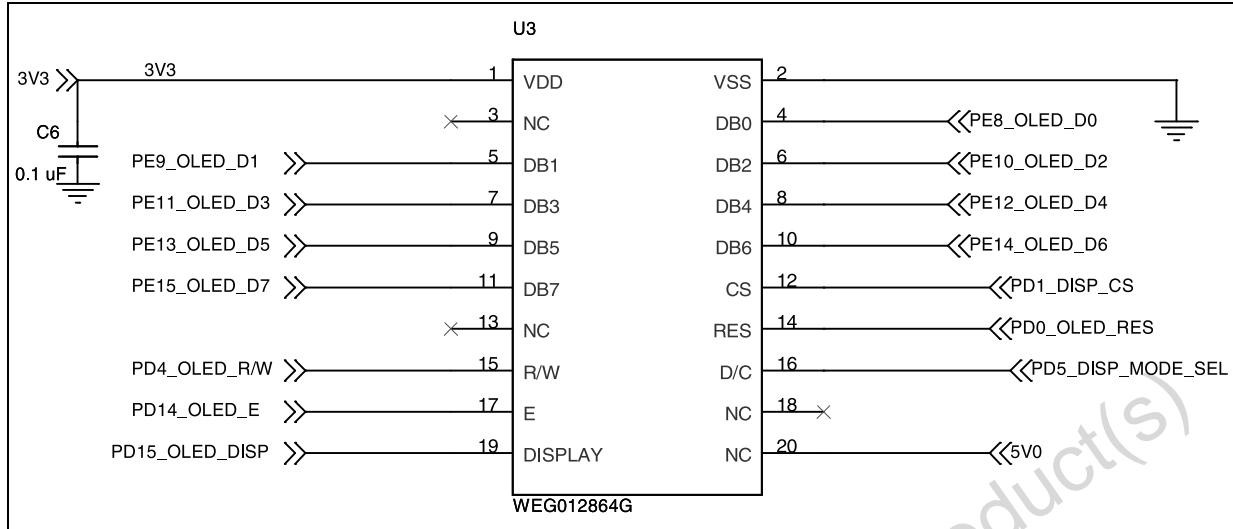 U3
3V3 3V3 1 VDD VSS 2
3 NC DB0 4 PE8_OLED_D0
C6
0.1 uF
PE9_OLED_D1 5 DB1 DB2 6 PE10_OLED_D2
PE11_OLED_D3 7 DB3 DB4 8 PE12_OLED_D4
PE13_OLED_D5 9 DB5 DB6 10 PE14_OLED_D6
PE15_OLED_D7 11 DB7 CS 12 PD1_DISP_CS
13 NC RES 14 PD0_OLED_RES
PD4_OLED_R/W 15 R/W D/C 16 PD5_DISP_MODE_SEL
PD14_OLED_E 17 E NC 18
PD15_OLED_DISP 19 DISPLAY NC 20 5V0
WEG012864G
oduct(s)